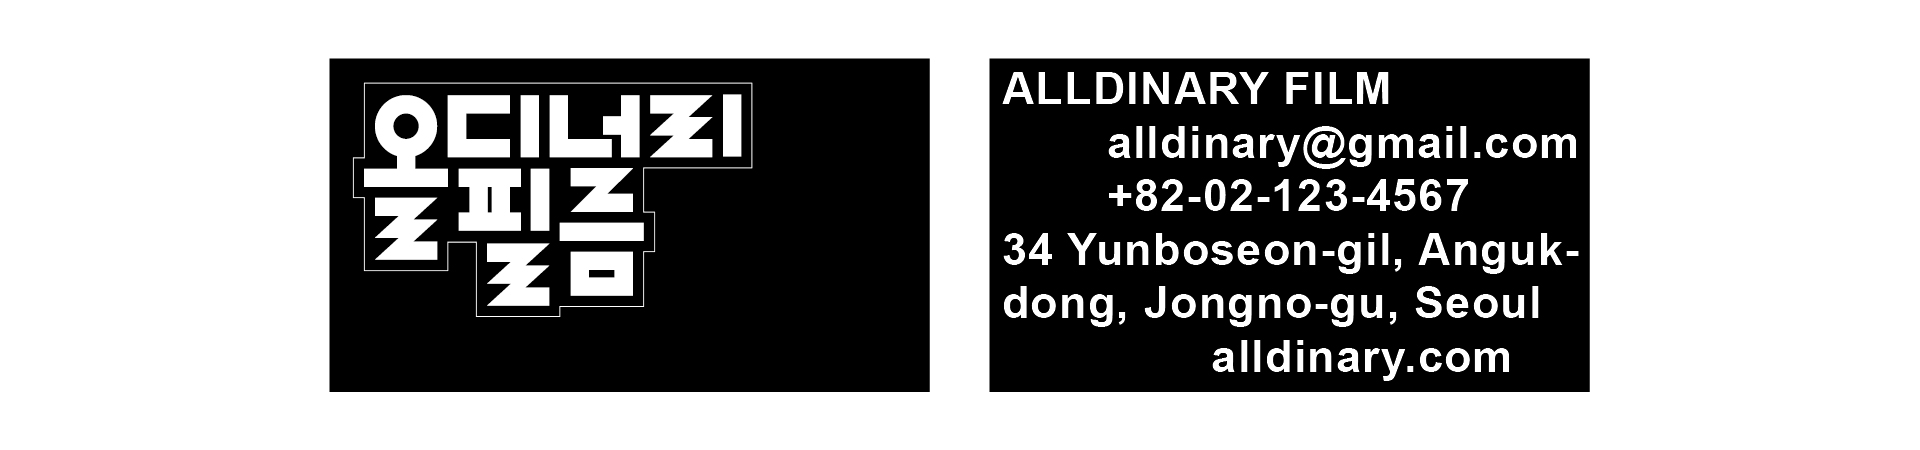 올디너리
필름
ALLDINARY FILM
alldinary@gmail.com
+82-02-123-4567
34 Yunboseon-gil, Anguk-
dong, Jongno-gu, Seoul
alldinary.com